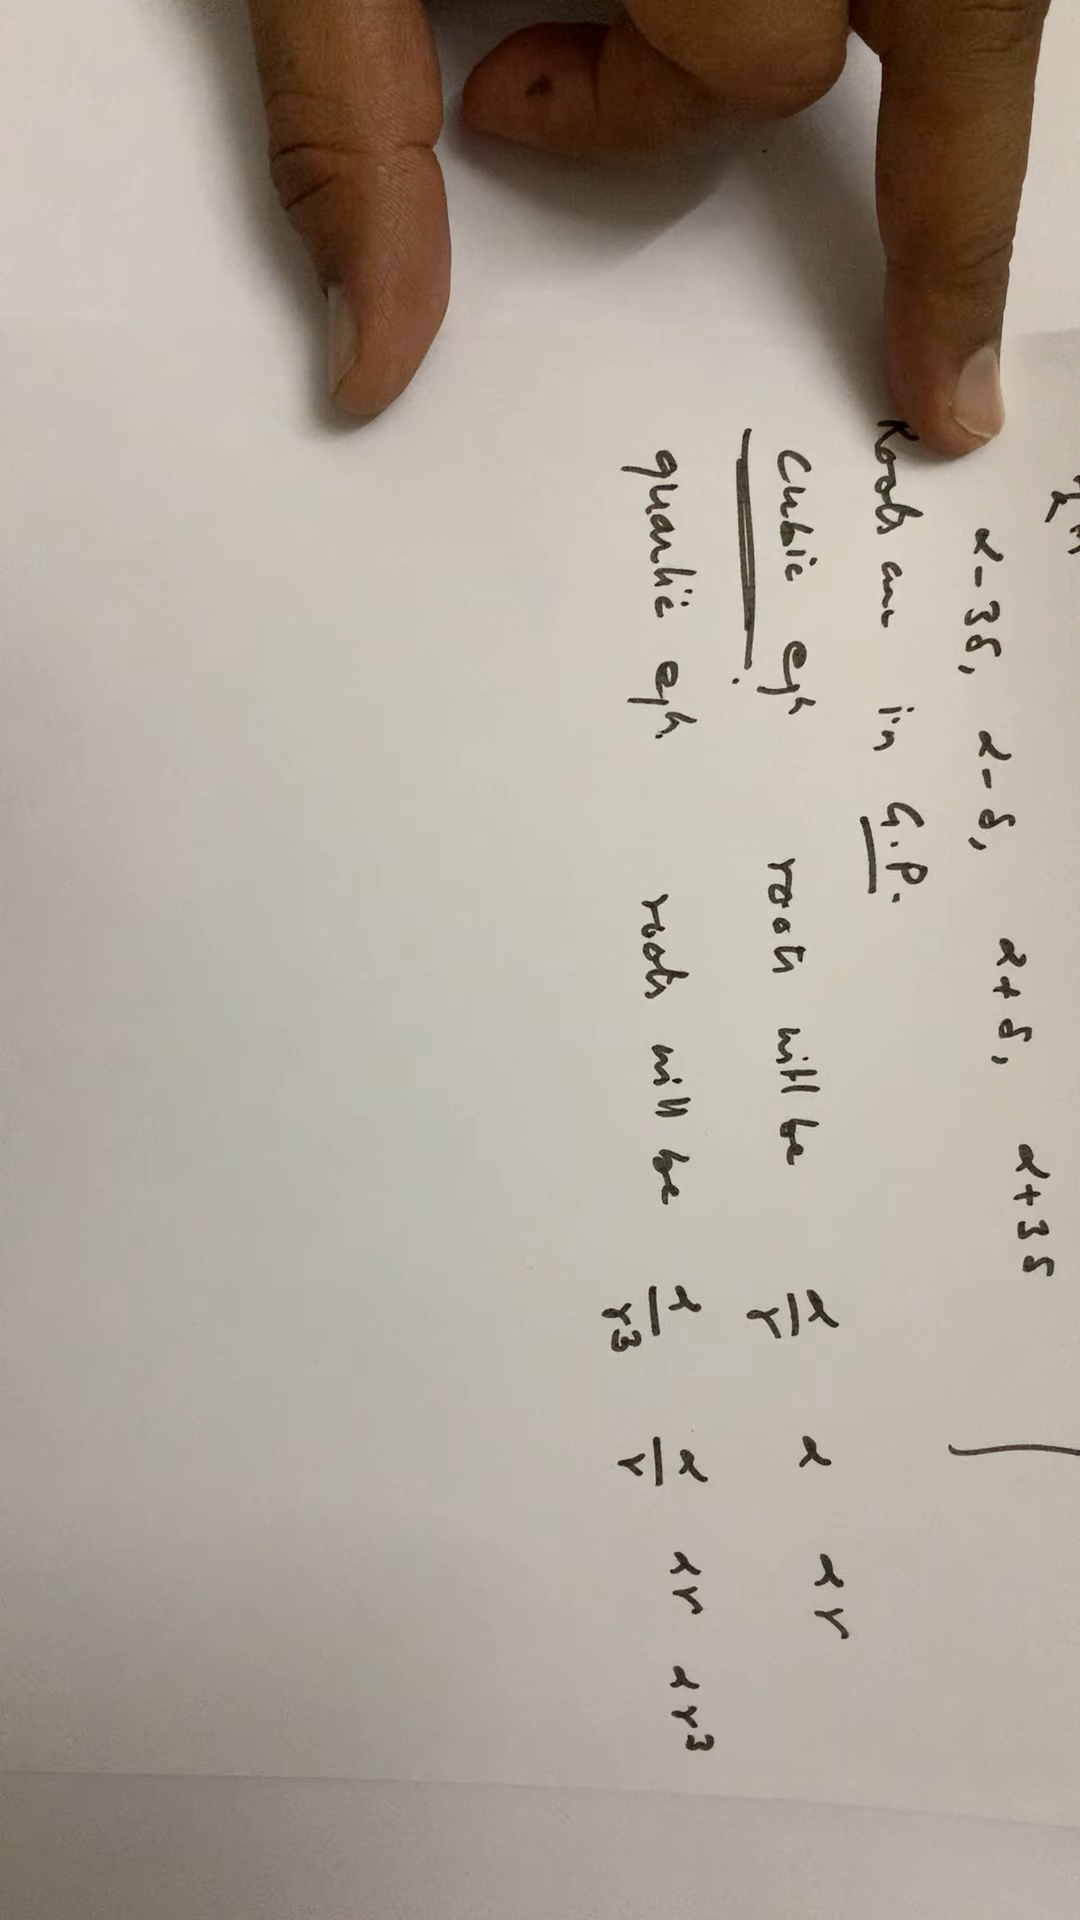 α-3δ, α-δ, α+δ, α+3δ
Roots are in G.P.
Cubic eqn roots will be α/r α αr
quartic eqn. roots will be α/r³ α/r αr αr³